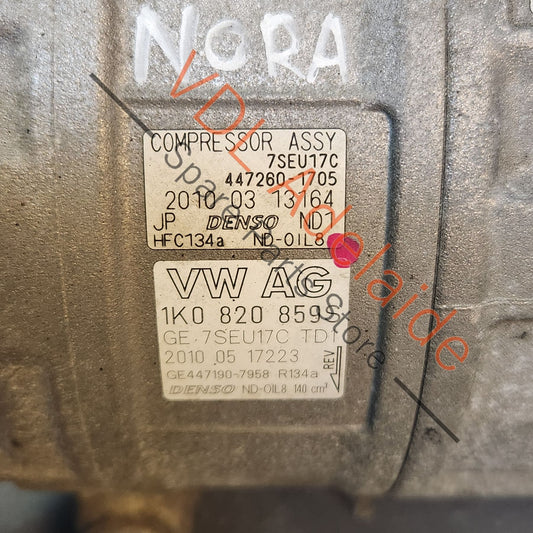 NORA
COMPRESSOR ASSY
7SEU17C
447260-1705
2010 03 13164
JP DENSO ND1
HFC134a ND-OIL8
VW AG
1K0 820 859S
GE 7SEU17C TDI
2010 05 17223
GE447190-7958 R134a
DENSO ND-OIL8 140 cm³
REV
VDL Adelaide
Spare Parts Store